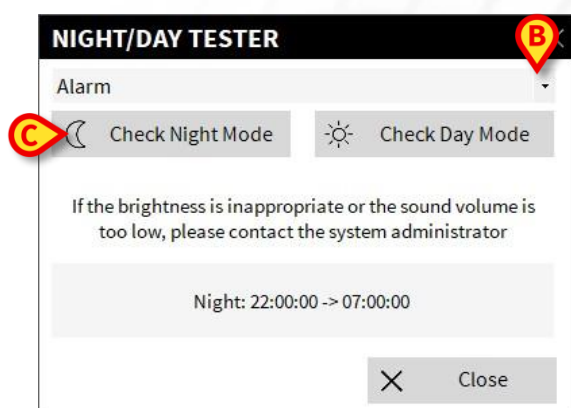 NIGHT/DAY TESTER
B
Alarm
C
Check Night Mode
Check Day Mode
If the brightness is inappropriate or the sound volume is
too low, please contact the system administrator
Night: 22:00:00 -> 07:00:00
Close